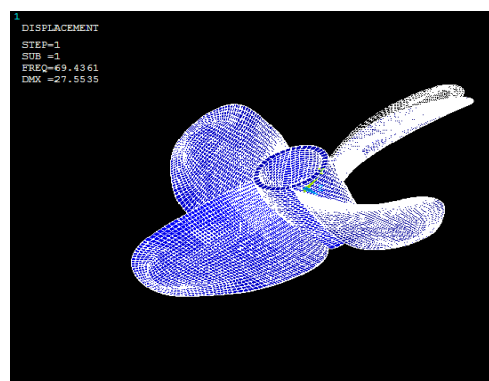 1
DISPLACEMENT
STEP=1
SUB =1
FREQ=69.4361
DMX =27.5535